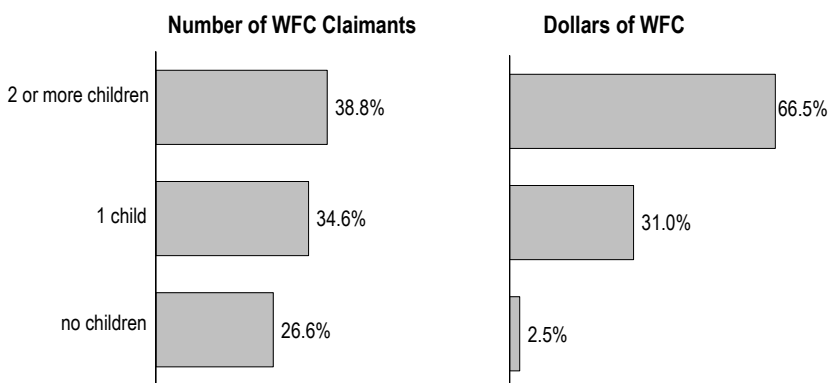 Number of WFC Claimants
Dollars of WFC
2 or more children
38.8%
66.5%
1 child
34.6%
31.0%
no children
26.6%
2.5%